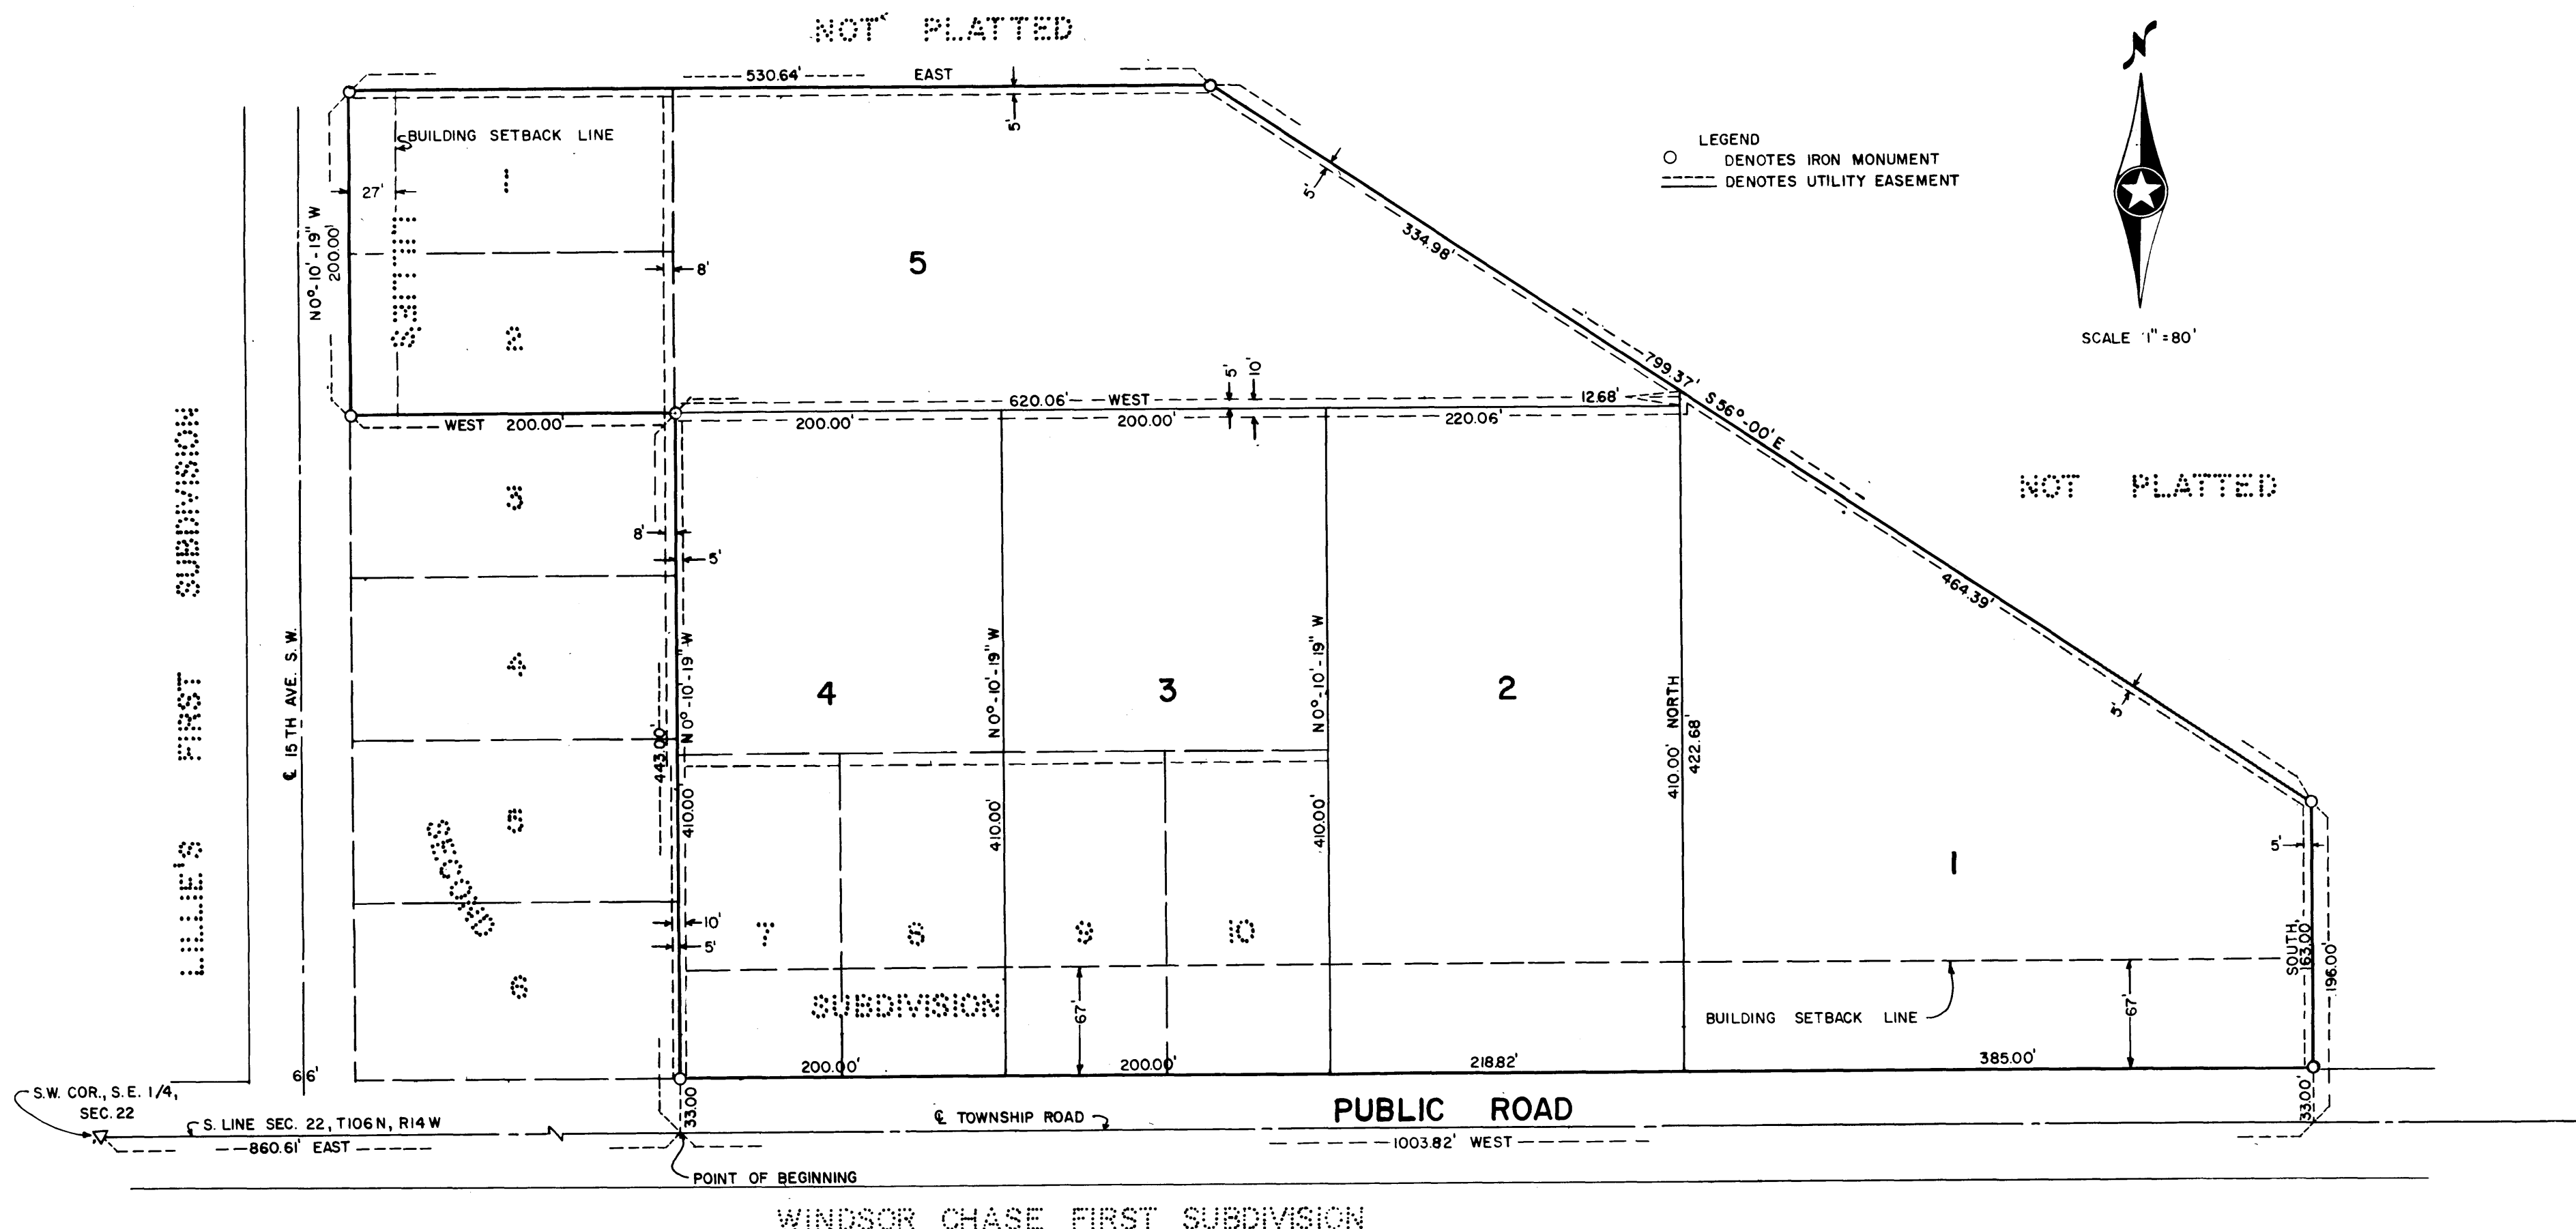 NOT PLATTED
530.64' EAST
5'
BUILDING SETBACK LINE
1
27'
N 0°-10'-19" W
200.00'
LILLIE'S
8'
5
2
5'
334.98'
LEGEND
DENOTES IRON MONUMENT
DENOTES UTILITY EASEMENT
N
SCALE 1" = 80'
799.37' S 56°-00' E
620.06' WEST
5'
10'
12.68'
WEST 200.00'
200.00'
200.00'
220.06'
NOT PLATTED
LILLIE'S FIRST SUBDIVISION
℄ 15 TH AVE. S. W.
3
8'
5'
4
5
6
SECOND
443.00'
N 0°-10'-19" W
410.00'
4
N 0°-10'-19" W
410.00'
3
N 0°-10'-19" W
410.00'
2
410.00' NORTH
422.68'
464.39'
5'
1
5'
SOUTH
163.00'
196.00'
10'
5'
7
8
9
10
SUBDIVISION
67'
BUILDING SETBACK LINE
67'
200.00'
200.00'
218.82'
385.00'
66'
S.W. COR., S.E. 1/4,
SEC. 22
S. LINE SEC. 22, T106N, R14W
860.61' EAST
33.00'
℄ TOWNSHIP ROAD
PUBLIC ROAD
33.00'
1003.82' WEST
POINT OF BEGINNING
WINDSOR CHASE FIRST SUBDIVISION